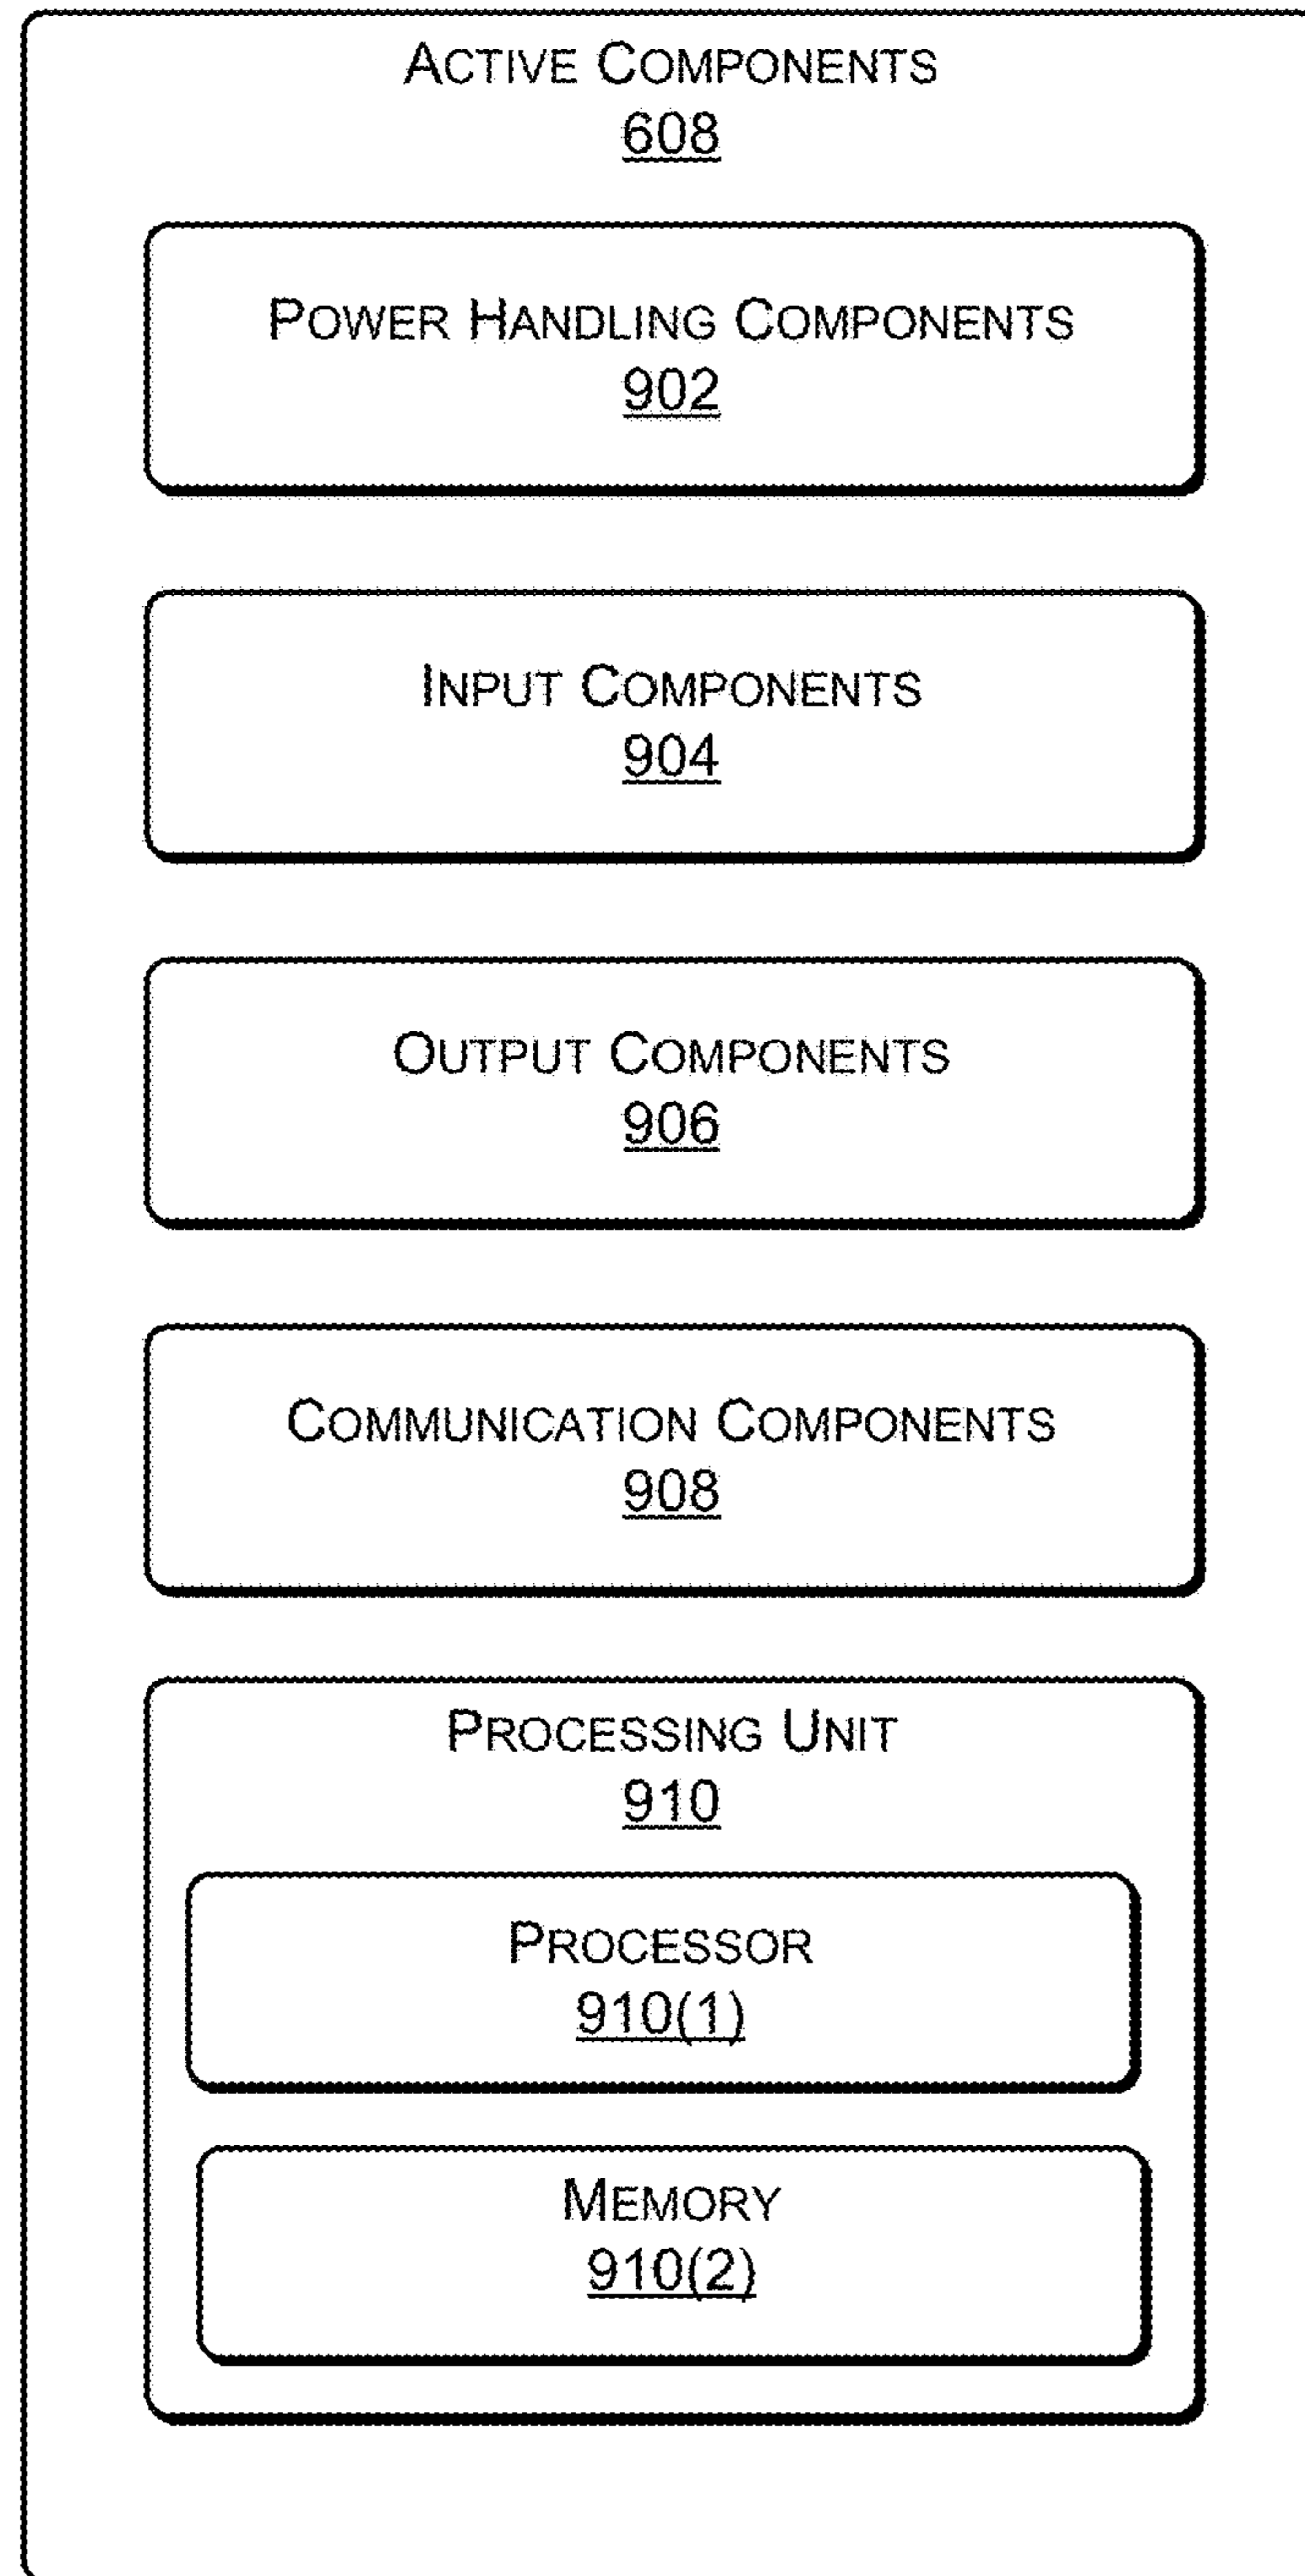 ACTIVE COMPONENTS
608
POWER HANDLING COMPONENTS
902
INPUT COMPONENTS
904
OUTPUT COMPONENTS
906
COMMUNICATION COMPONENTS
908
PROCESSING UNIT
910
PROCESSOR
910(1)
MEMORY
910(2)